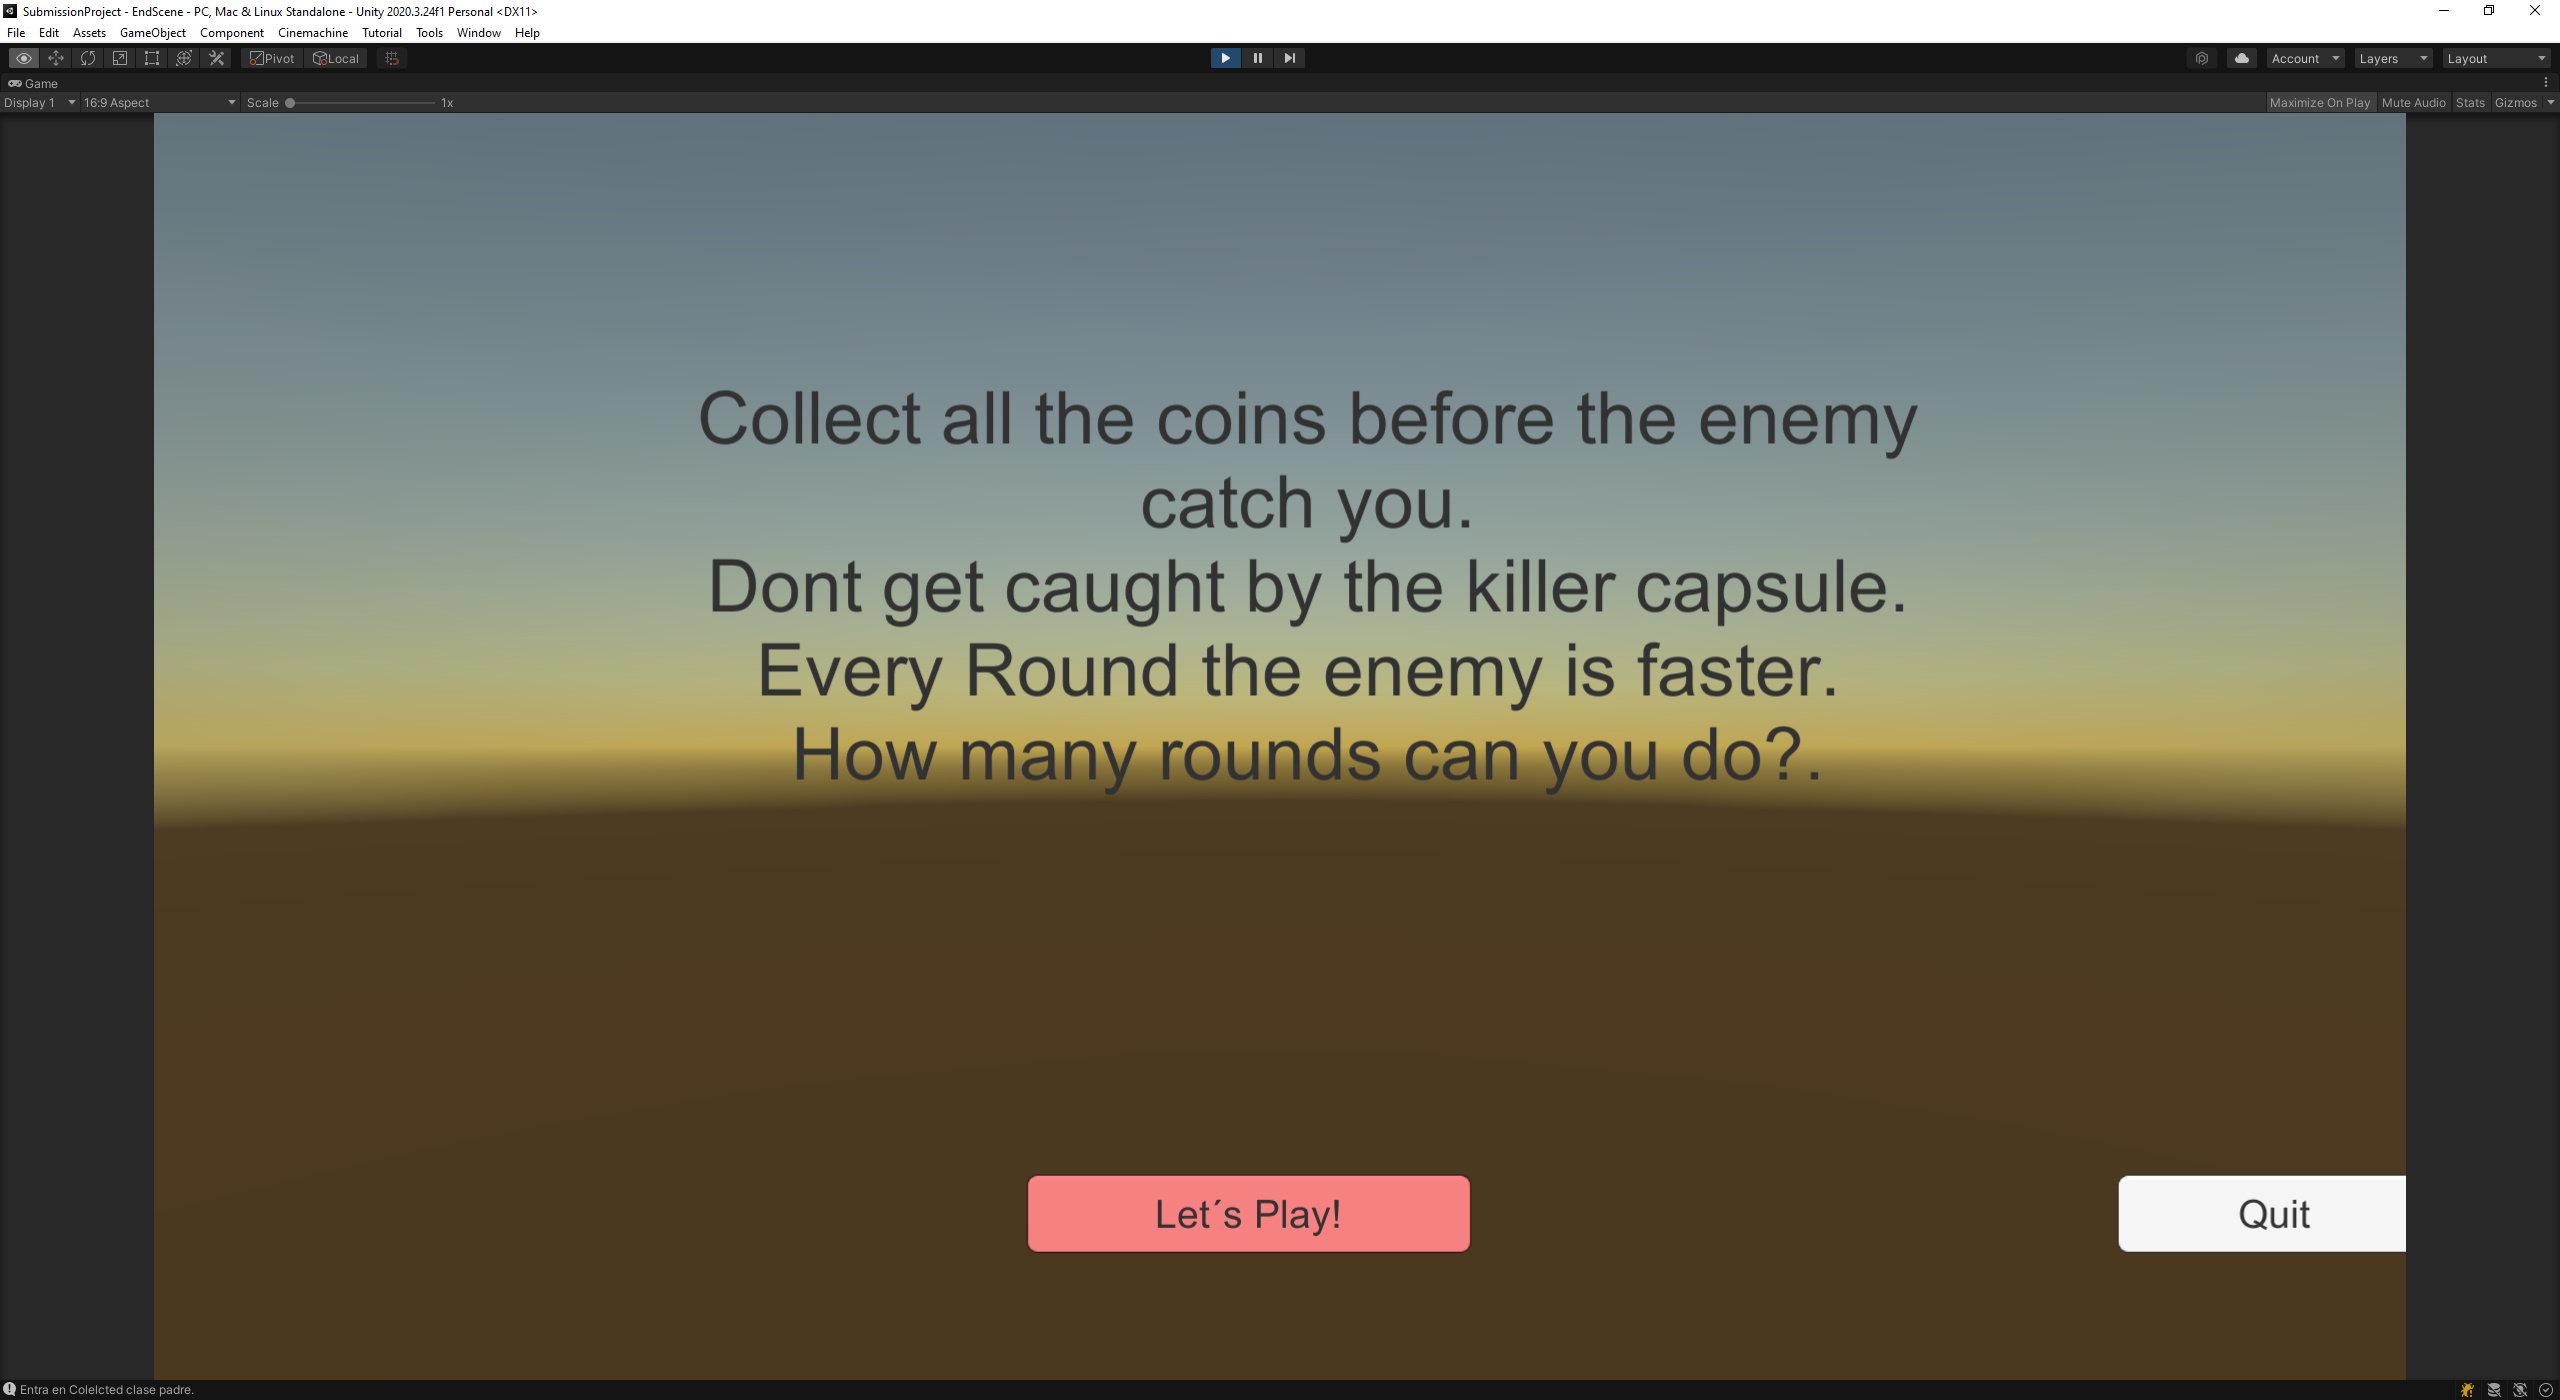 SubmissionProject - EndScene - PC, Mac & Linux Standalone - Unity 2020.3.24f1 Personal <DX11>
File Edit Assets GameObject Component Cinemachine Tutorial Tools Window Help
Pivot Local Account Layers Layout
Game
Display 1 16:9 Aspect Scale 1x Maximize On Play Mute Audio Stats Gizmos
Collect all the coins before the enemy
catch you.
Dont get caught by the killer capsule.
Every Round the enemy is faster.
How many rounds can you do?.
Let´s Play! Quit
Entra en Colelcted clase padre.